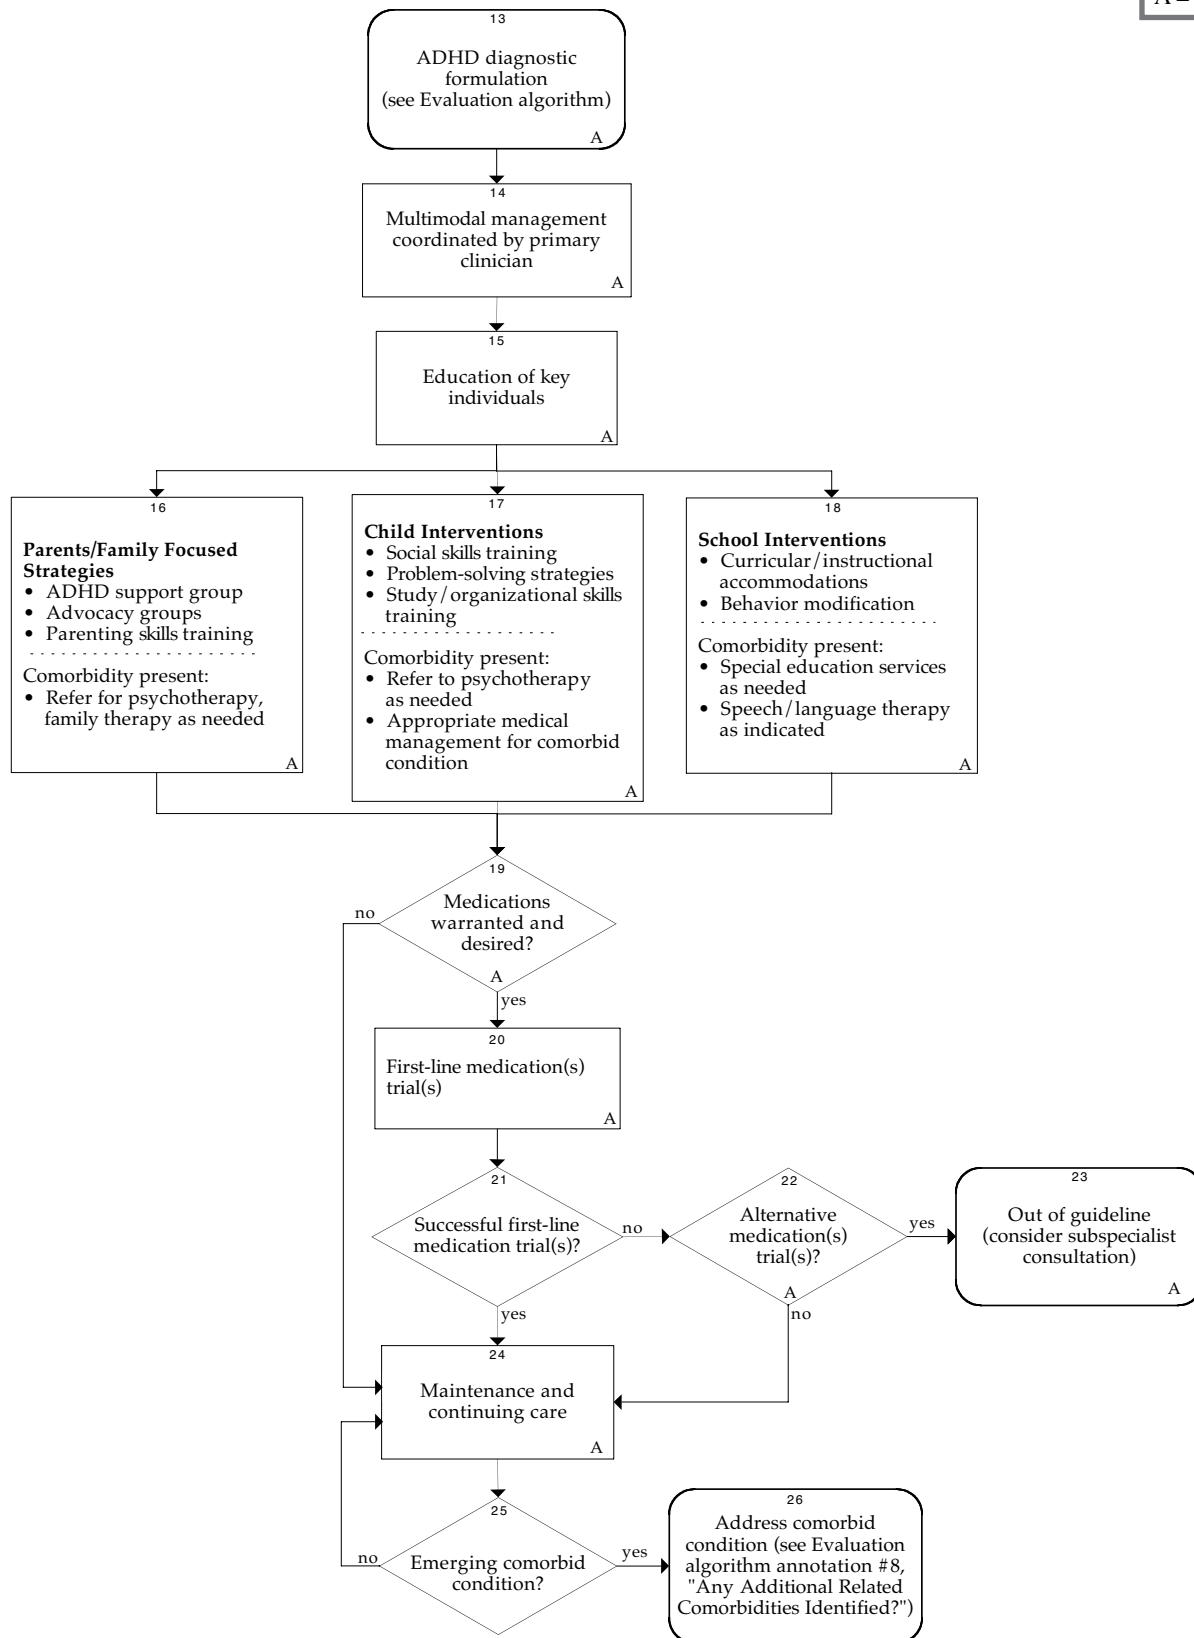 A =
13
ADHD diagnostic
formulation
(see Evaluation algorithm)
A
14
Multimodal management
coordinated by primary
clinician
A
15
Education of key
individuals
A
16
Parents/Family Focused
Strategies
• ADHD support group
• Advocacy groups
• Parenting skills training
Comorbidity present:
• Refer for psychotherapy,
family therapy as needed
A
17
Child Interventions
• Social skills training
• Problem-solving strategies
• Study/organizational skills
training
Comorbidity present:
• Refer to psychotherapy
as needed
• Appropriate medical
management for comorbid
condition
A
18
School Interventions
• Curricular/instructional
accommodations
• Behavior modification
Comorbidity present:
• Special education services
as needed
• Speech/language therapy
as indicated
A
19
Medications
warranted and
desired?
A
no
yes
20
First-line medication(s)
trial(s)
A
21
Successful first-line
medication trial(s)?
no
yes
22
Alternative
medication(s)
trial(s)?
A
yes
no
23
Out of guideline
(consider subspecialist
consultation)
A
24
Maintenance and
continuing care
A
25
Emerging comorbid
condition?
no
yes
26
Address comorbid
condition (see Evaluation
algorithm annotation #8,
"Any Additional Related
Comorbidities Identified?")